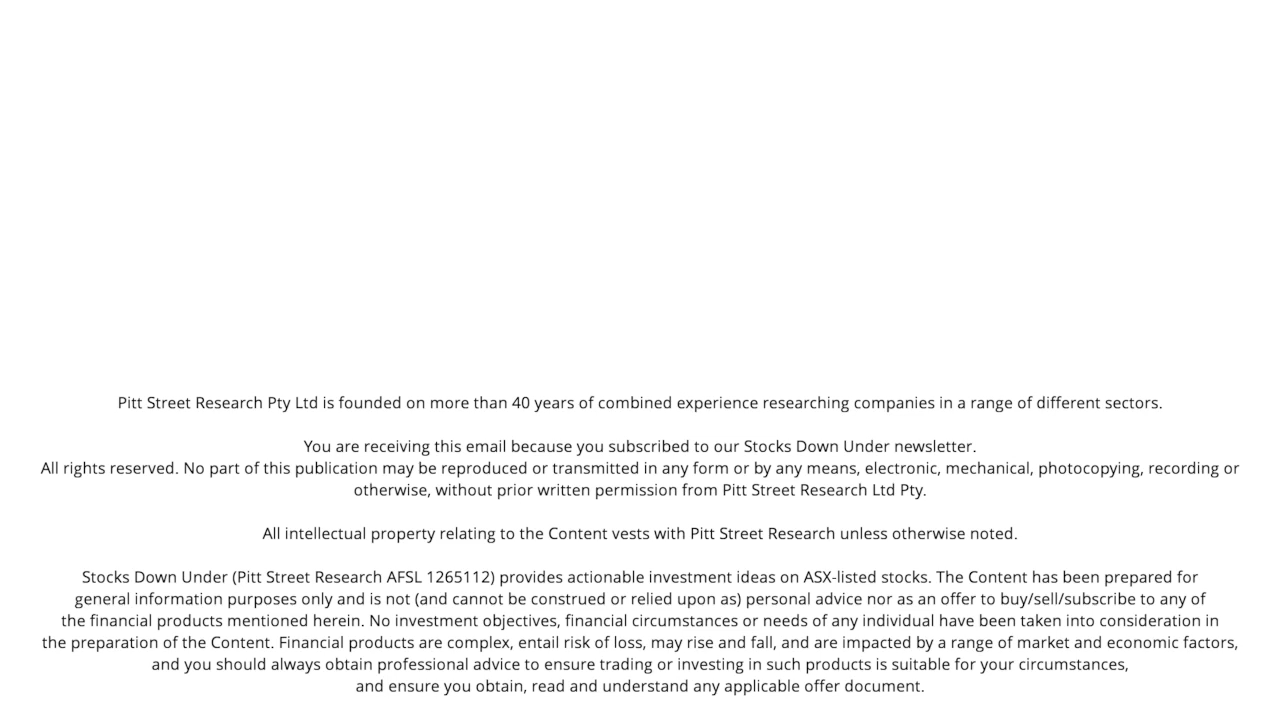 Pitt Street Research Pty Ltd is founded on more than 40 years of combined experience researching companies in a range of different sectors.
You are receiving this email because you subscribed to our Stocks Down Under newsletter.
All rights reserved. No part of this publication may be reproduced or transmitted in any form or by any means, electronic, mechanical, photocopying, recording or
otherwise, without prior written permission from Pitt Street Research Ltd Pty.
All intellectual property relating to the Content vests with Pitt Street Research unless otherwise noted.
Stocks Down Under (Pitt Street Research AFSL 1265112) provides actionable investment ideas on ASX-listed stocks. The Content has been prepared for
general information purposes only and is not (and cannot be construed or relied upon as) personal advice nor as an offer to buy/sell/subscribe to any of
the financial products mentioned herein. No investment objectives, financial circumstances or needs of any individual have been taken into consideration in
the preparation of the Content. Financial products are complex, entail risk of loss, may rise and fall, and are impacted by a range of market and economic factors,
and you should always obtain professional advice to ensure trading or investing in such products is suitable for your circumstances,
and ensure you obtain, read and understand any applicable offer document.